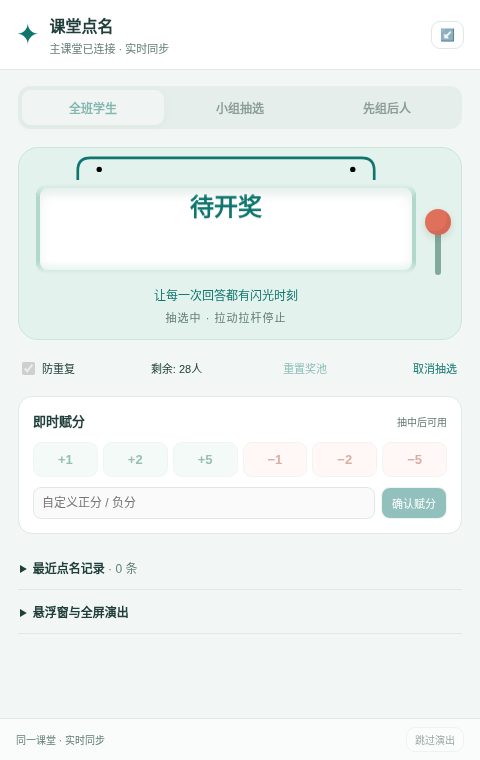 课堂点名
主课堂已连接 · 实时同步
全班学生 小组抽选 先组后人
待开奖
让每一次回答都有闪光时刻
抽选中 · 拉动拉杆停止
防重复 剩余: 28人 重置奖池 取消抽选
即时赋分 抽中后可用
+1 +2 +5 −1 −2 −5
自定义正分 / 负分 确认赋分
最近点名记录 · 0 条
悬浮窗与全屏演出
同一课堂 · 实时同步 跳过演出